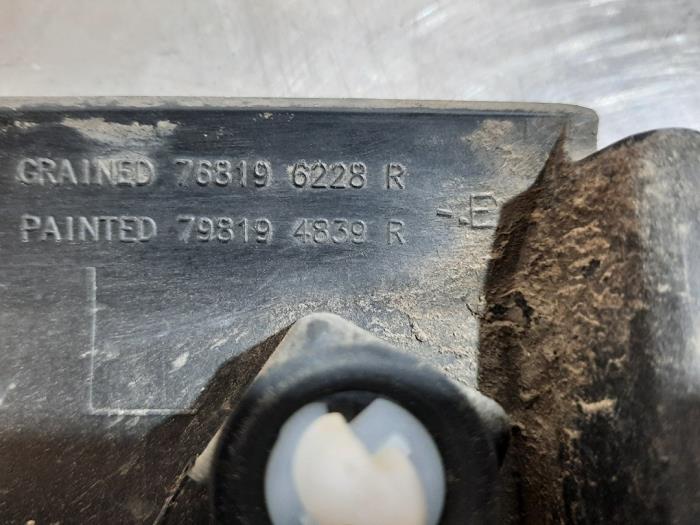 GRAINED 76819 6228 R
PAINTED 79819 4839 R
-.E